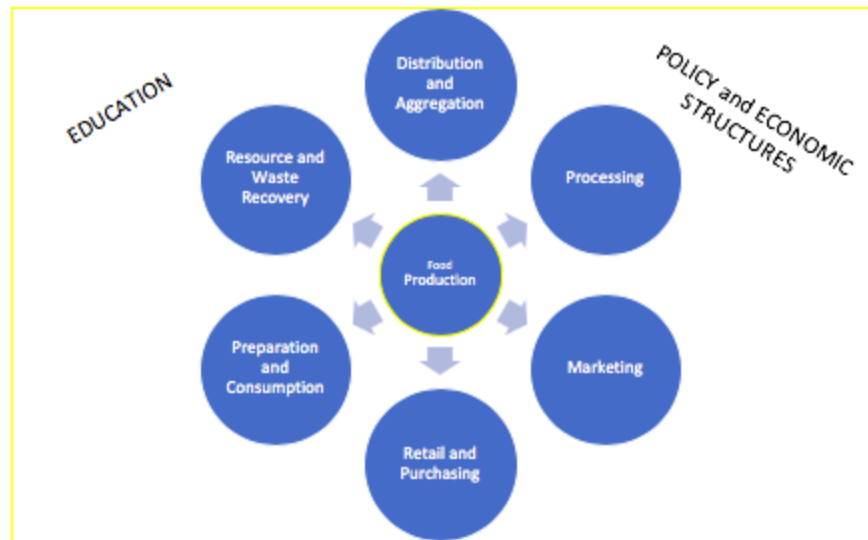 EDUCATION
POLICY and ECONOMIC
STRUCTURES
Distribution
and
Aggregation
Resource and
Waste
Recovery
Processing
Food
Production
Preparation
and
Consumption
Marketing
Retail and
Purchasing